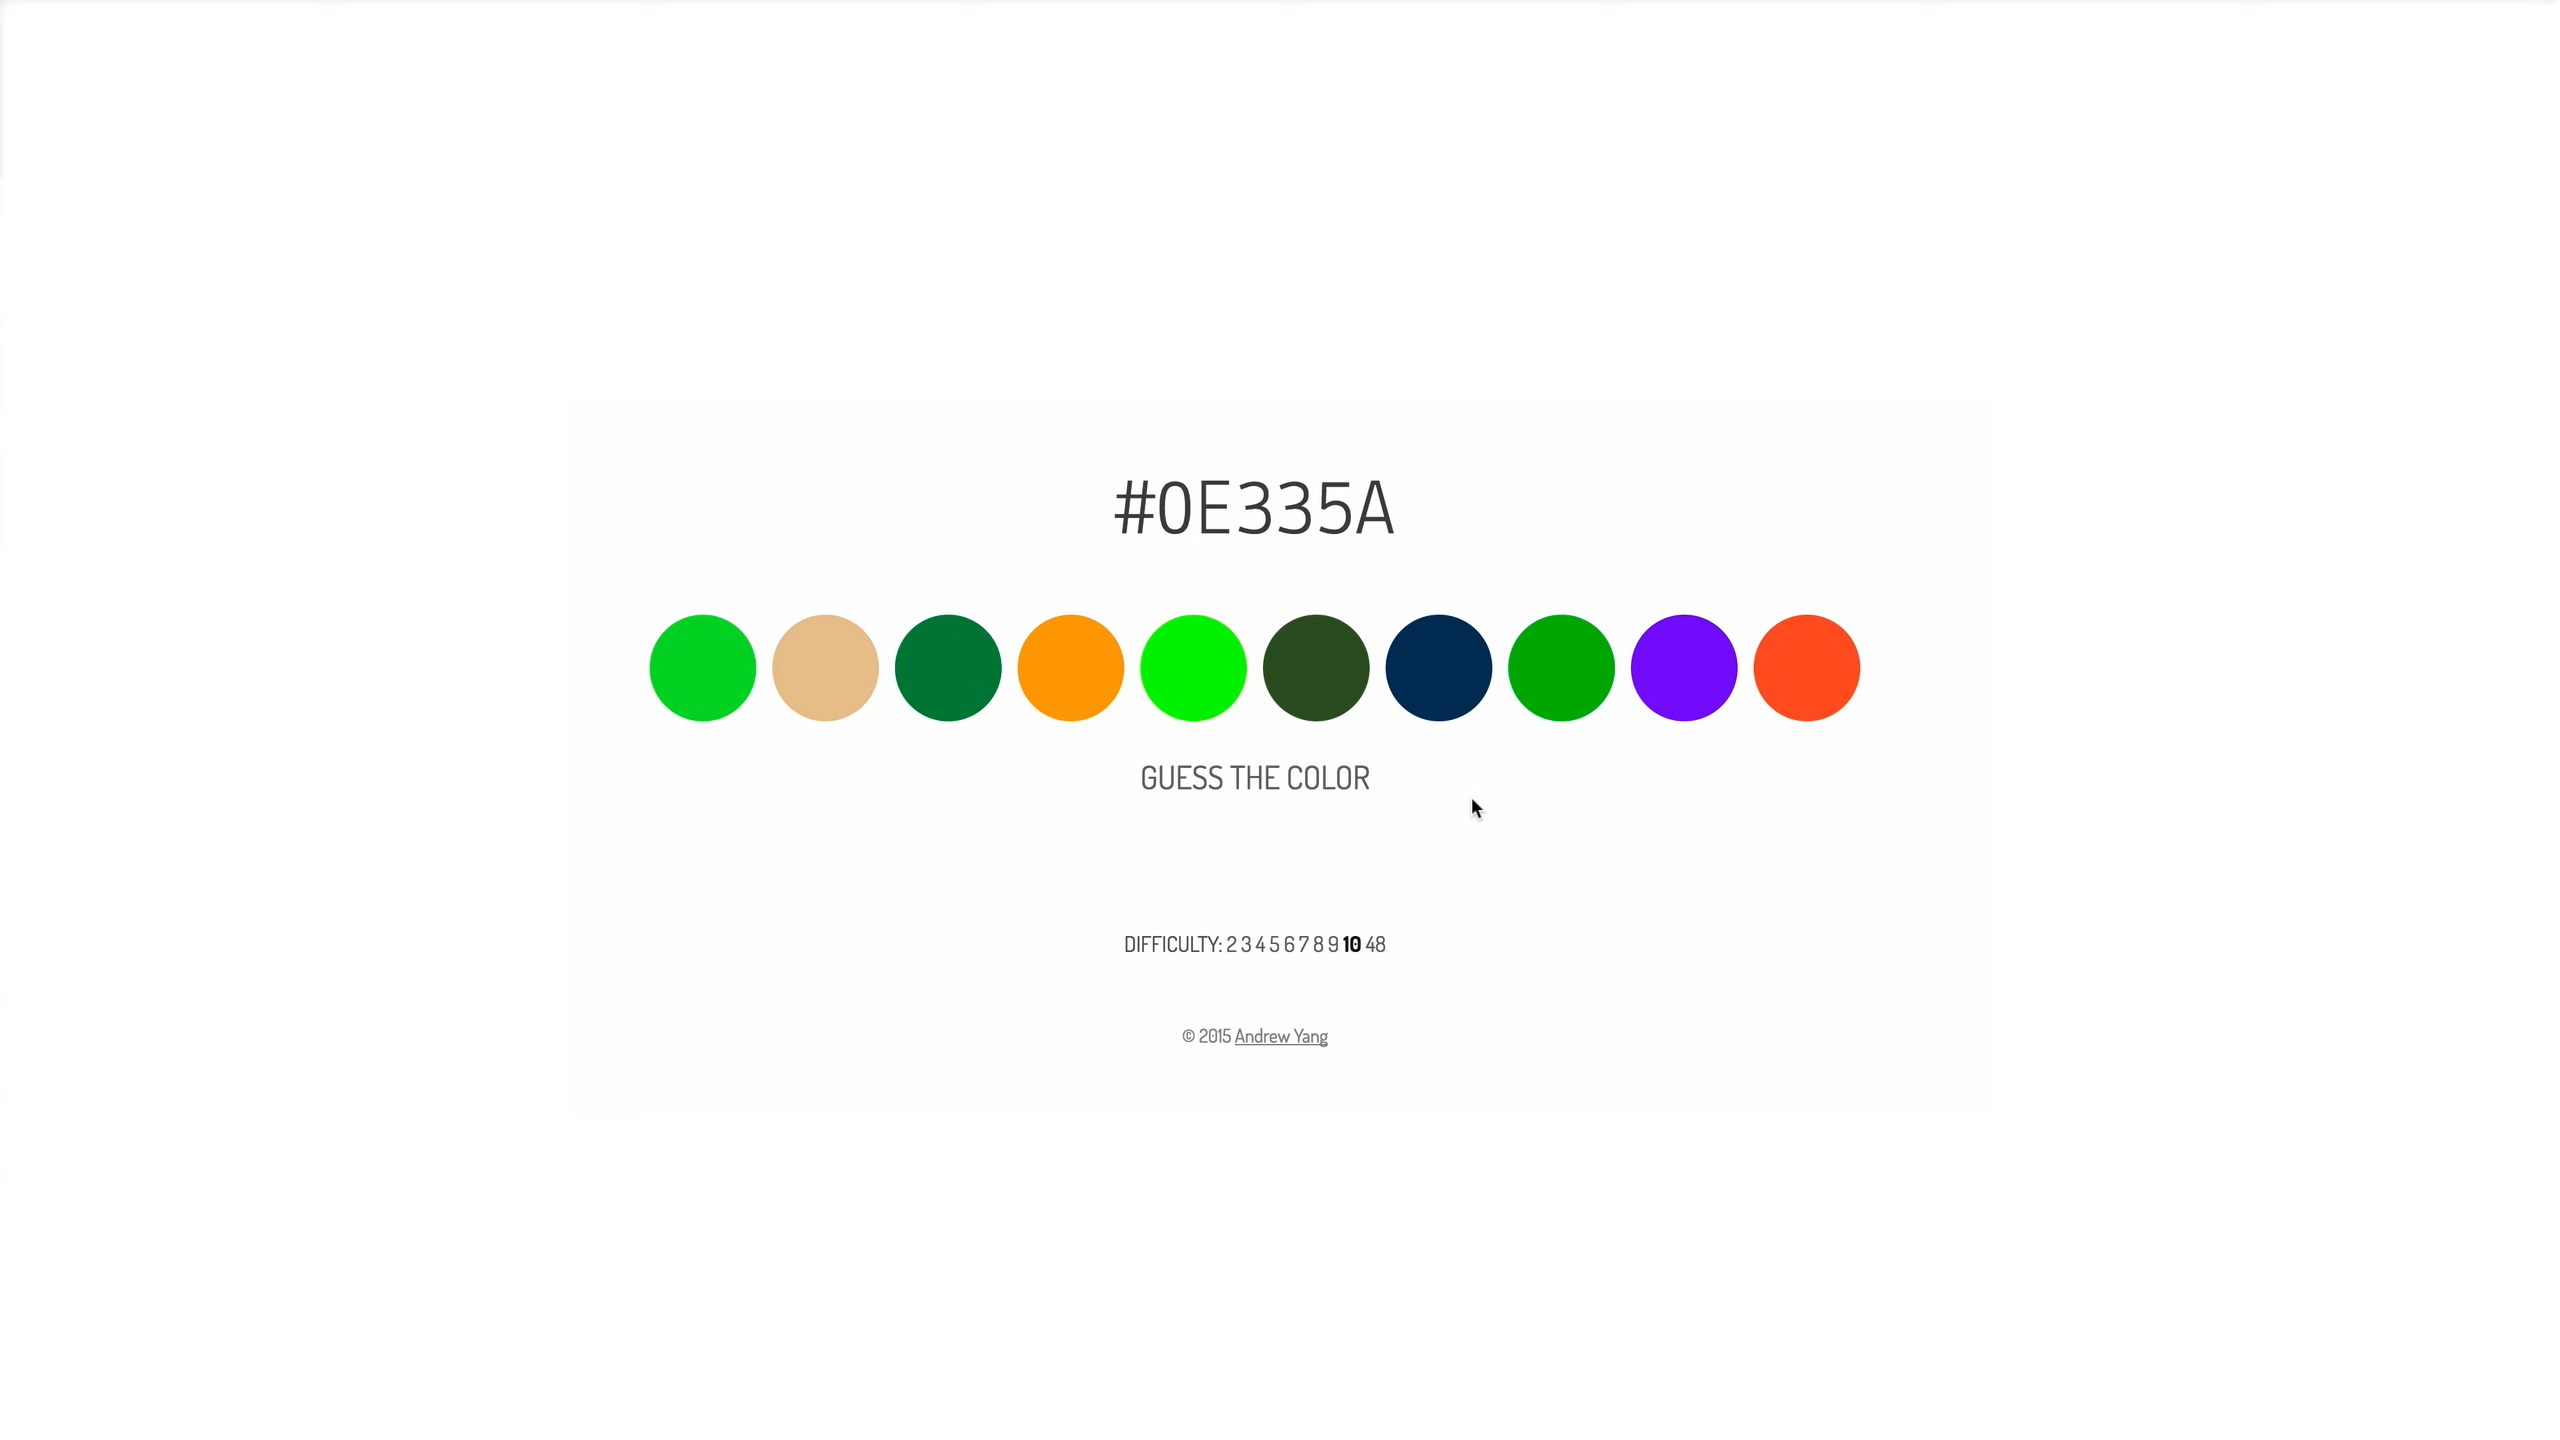 #0E335A
GUESS THE COLOR
DIFFICULTY: 2 3 4 5 6 7 8 9 10 48
© 2015 Andrew Yang